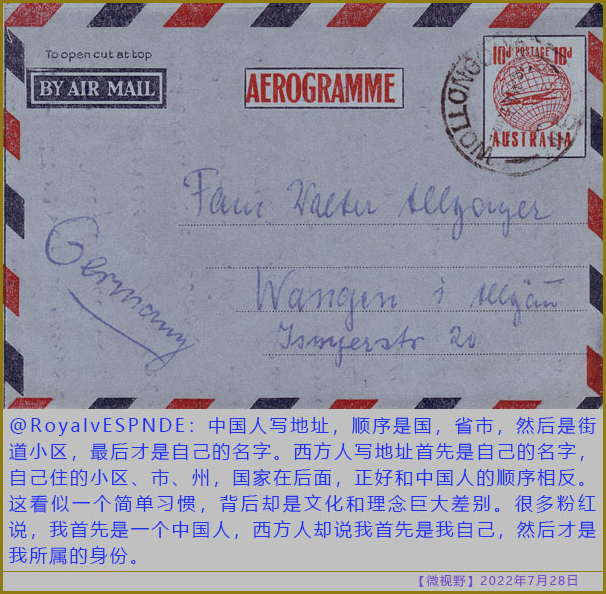 To open cut at top
BY AIR MAIL
AEROGRAMME
10d POSTAGE 10d
AUSTRALIA
WOLLONGONG
Fam Walter Allgayer
Wangen i Allgäu
Isnyerstr 20
Germany
@RoyalvESPNDE：中国人写地址，顺序是国，省市，然后是街
道小区，最后才是自己的名字。西方人写地址首先是自己的名字，
自己住的小区、市、州，国家在后面，正好和中国人的顺序相反。
这看似一个简单习惯，背后却是文化和理念巨大差别。很多粉红
说，我首先是一个中国人，西方人却说我首先是我自己，然后才是
我所属的身份。
【微视野】2022年7月28日